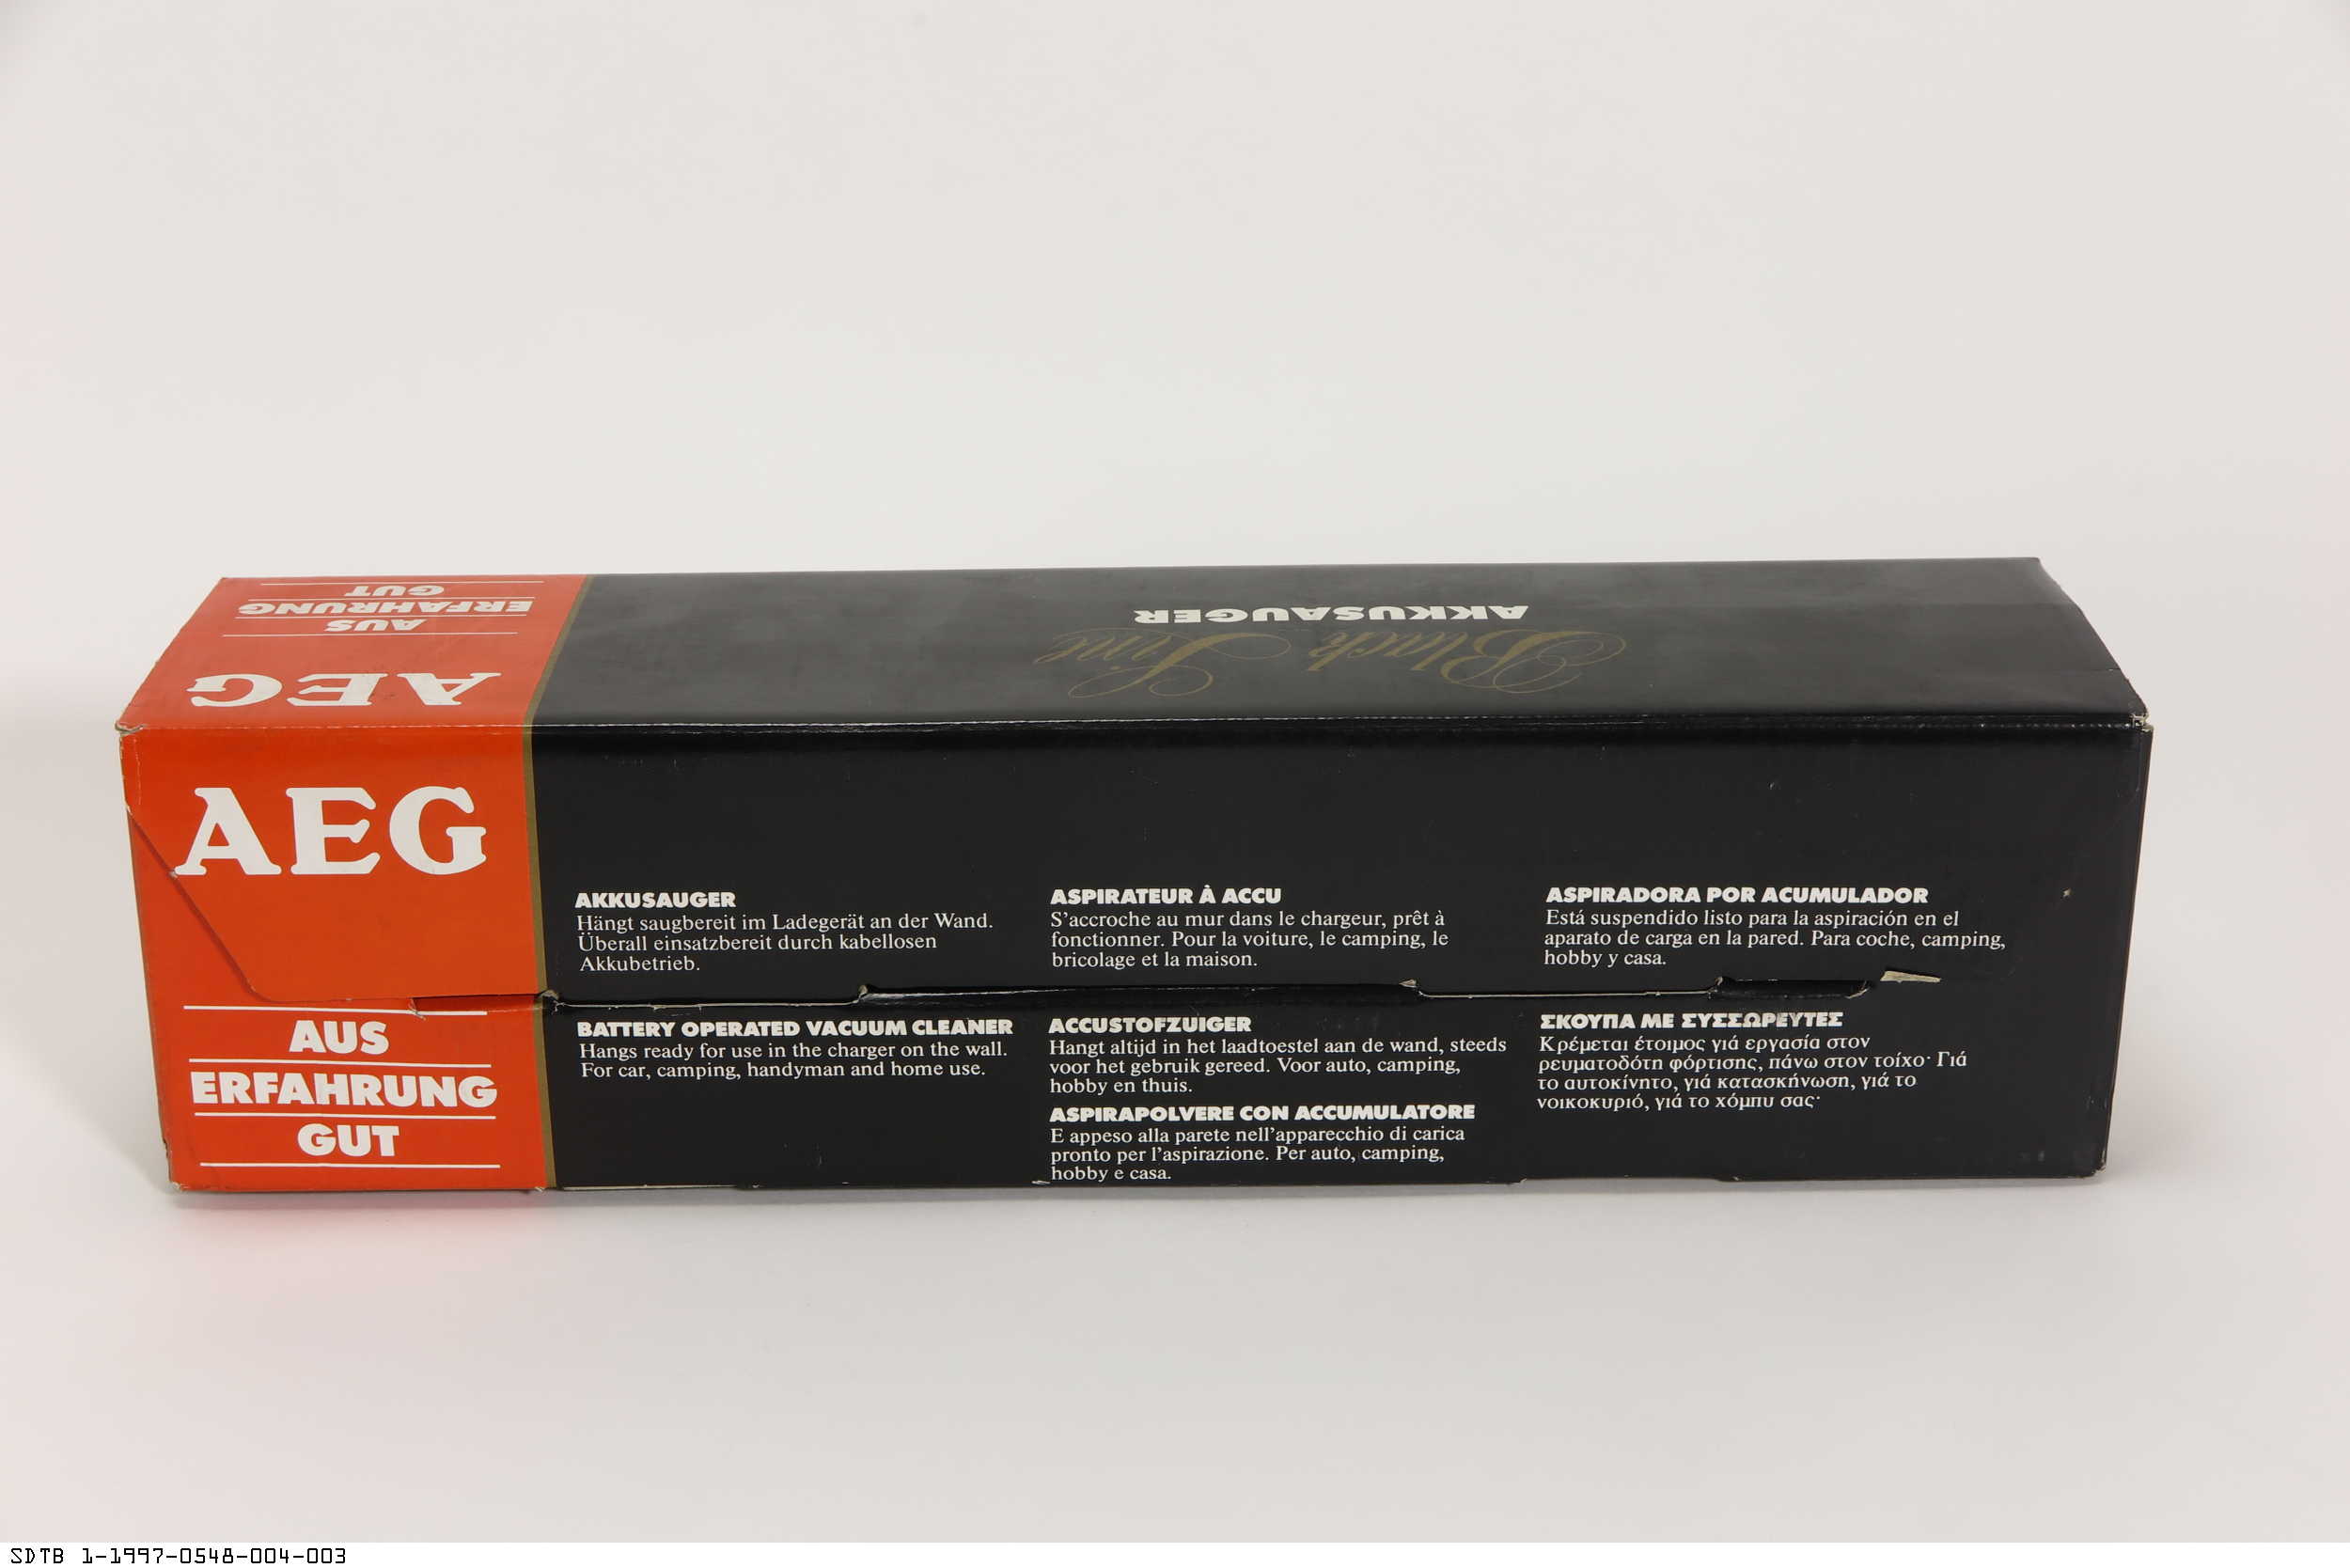 AUS
ERFAHRUNG
GUT
AEG
AKKUSAUGER
Black Line
AEG
AUS
ERFAHRUNG
GUT
AKKUSAUGER
Hängt saugbereit im Ladegerät an der Wand.
Überall einsatzbereit durch kabellosen
Akkubetrieb.
BATTERY OPERATED VACUUM CLEANER
Hangs ready for use in the charger on the wall.
For car, camping, handyman and home use.
ASPIRATEUR À ACCU
S'accroche au mur dans le chargeur, prêt à
fonctionner. Pour la voiture, le camping, le
bricolage et la maison.
ACCUSTOFZUIGER
Hangt altijd in het laadtoestel aan de wand, steeds
voor het gebruik gereed. Voor auto, camping,
hobby en thuis.
ASPIRAPOLVERE CON ACCUMULATORE
E appeso alla parete nell'apparecchio di carica
pronto per l'aspirazione. Per auto, camping,
hobby e casa.
ASPIRADORA POR ACUMULADOR
Está suspendido listo para la aspiración en el
aparato de carga en la pared. Para coche, camping,
hobby y casa.
ΣΚΟΥΠΑ ΜΕ ΣΥΣΣΩΡΕΥΤΕΣ
Κρέμεται έτοιμος γιά εργασία στον
ρευματοδότη φόρτισης, πάνω στον τοίχο· Γιά
το αυτοκίνητο, γιά κατασκήνωση, γιά το
νοικοκυριό, γιά το χόμπυ σας·
SDTB 1-1997-0548-004-003